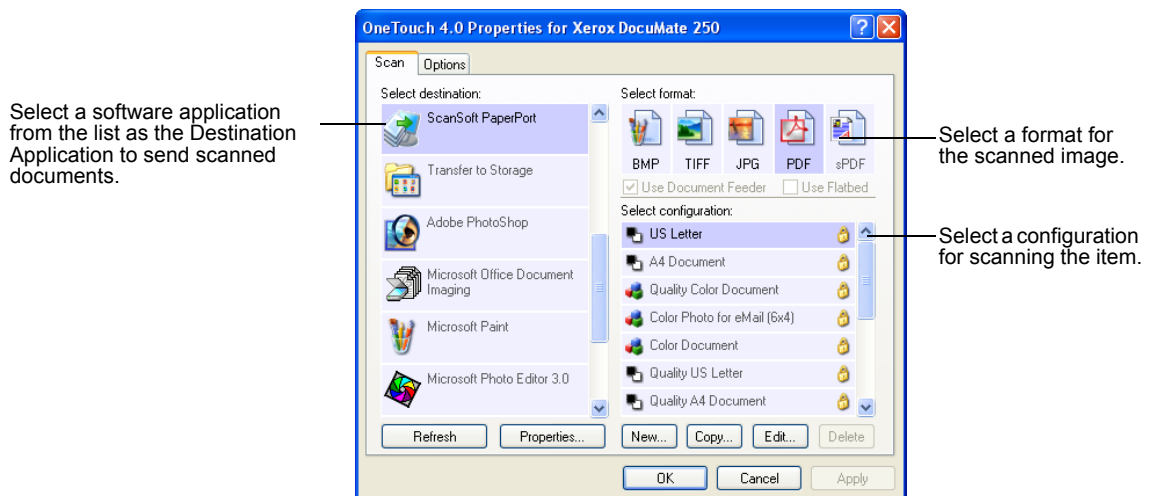 OneTouch 4.0 Properties for Xerox DocuMate 250
Scan
Options
Select a software application
from the list as the Destination
Application to send scanned
documents.
Select destination:
ScanSoft PaperPort
Transfer to Storage
Adobe PhotoShop
Microsoft Office Document
Imaging
Microsoft Paint
Microsoft Photo Editor 3.0
Refresh
Properties...
Select format:
BMP
TIFF
JPG
PDF
sPDF
Use Document Feeder
Use Flatbed
Select a format for
the scanned image.
Select configuration:
US Letter
A4 Document
Quality Color Document
Color Photo for eMail (6x4)
Color Document
Quality US Letter
Quality A4 Document
Select a configuration
for scanning the item.
New...
Copy...
Edit...
Delete
OK
Cancel
Apply